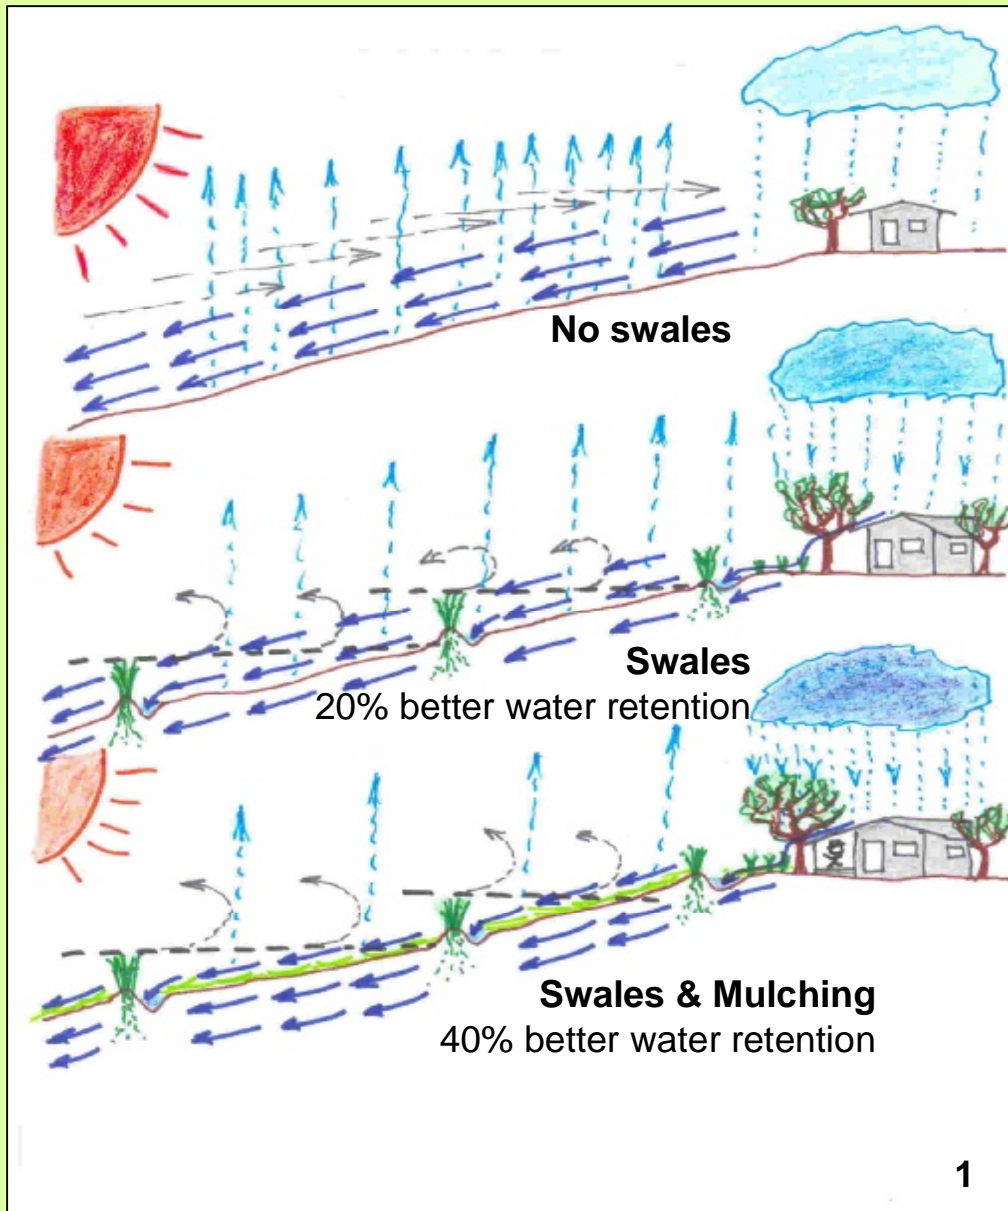 No swales
Swales
20% better water retention
Swales & Mulching
40% better water retention
1